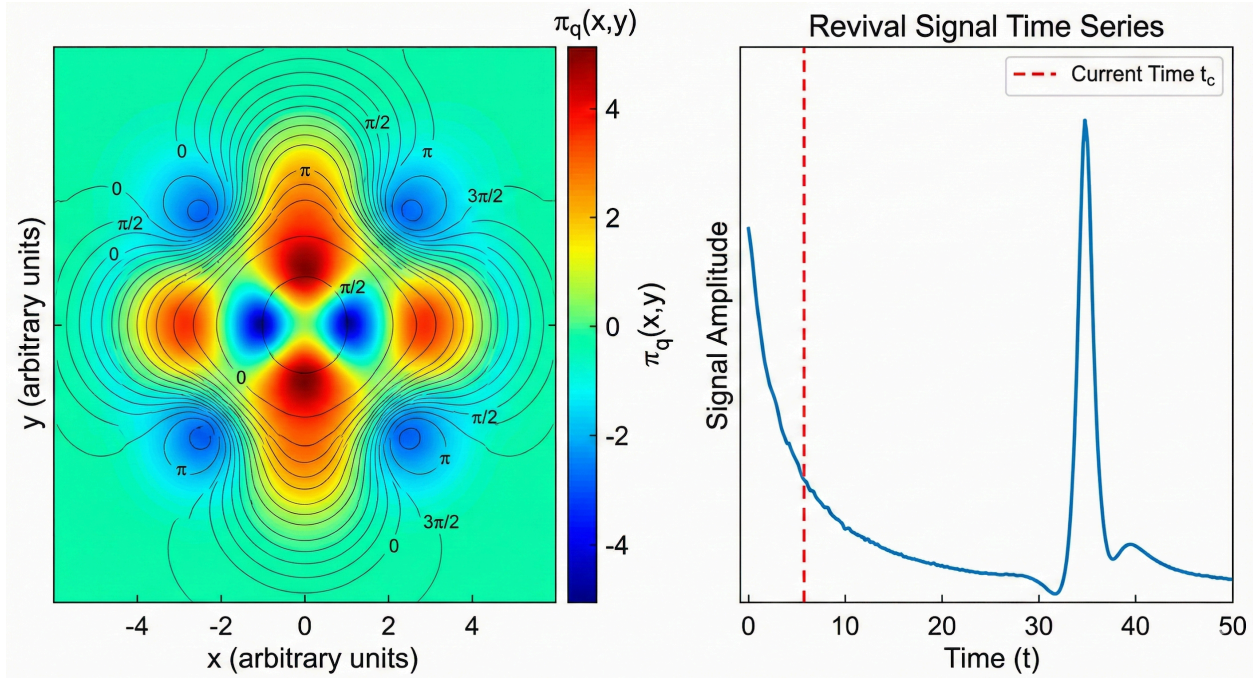 π_q(x,y)
π/2
0
π
π
0
3π/2
π/2
0
π/2
0
π/2
π
π
3π/2
0
y (arbitrary units)
-4
-2
0
2
4
x (arbitrary units)
4
2
0
-2
-4
π_q(x,y)
Revival Signal Time Series
Current Time t_c
Signal Amplitude
0
10
20
30
40
50
Time (t)